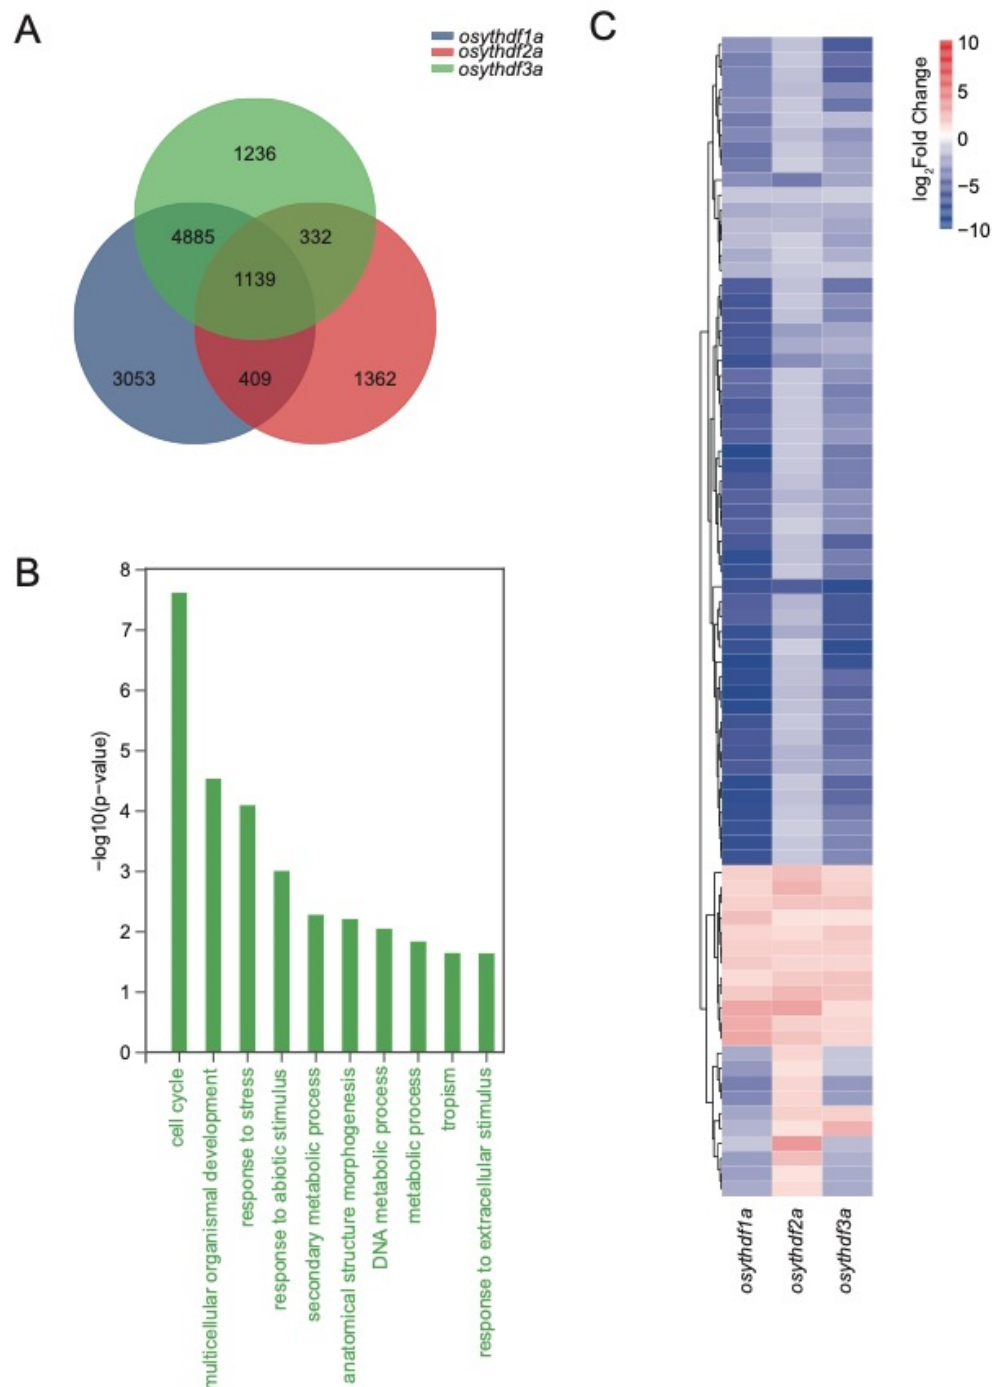 A
osythdf1a
osythdf2a
osythdf3a
1236
4885
332
1139
3053
409
1362
B
8
7
6
5
4
3
2
1
0
−log10(p−value)
cell cycle
multicellular organismal development
response to stress
response to abiotic stimulus
secondary metabolic process
anatomical structure morphogenesis
DNA metabolic process
metabolic process
tropism
response to extracellular stimulus
C
log2Fold Change
10
5
0
−5
−10
osythdf1a
osythdf2a
osythdf3a